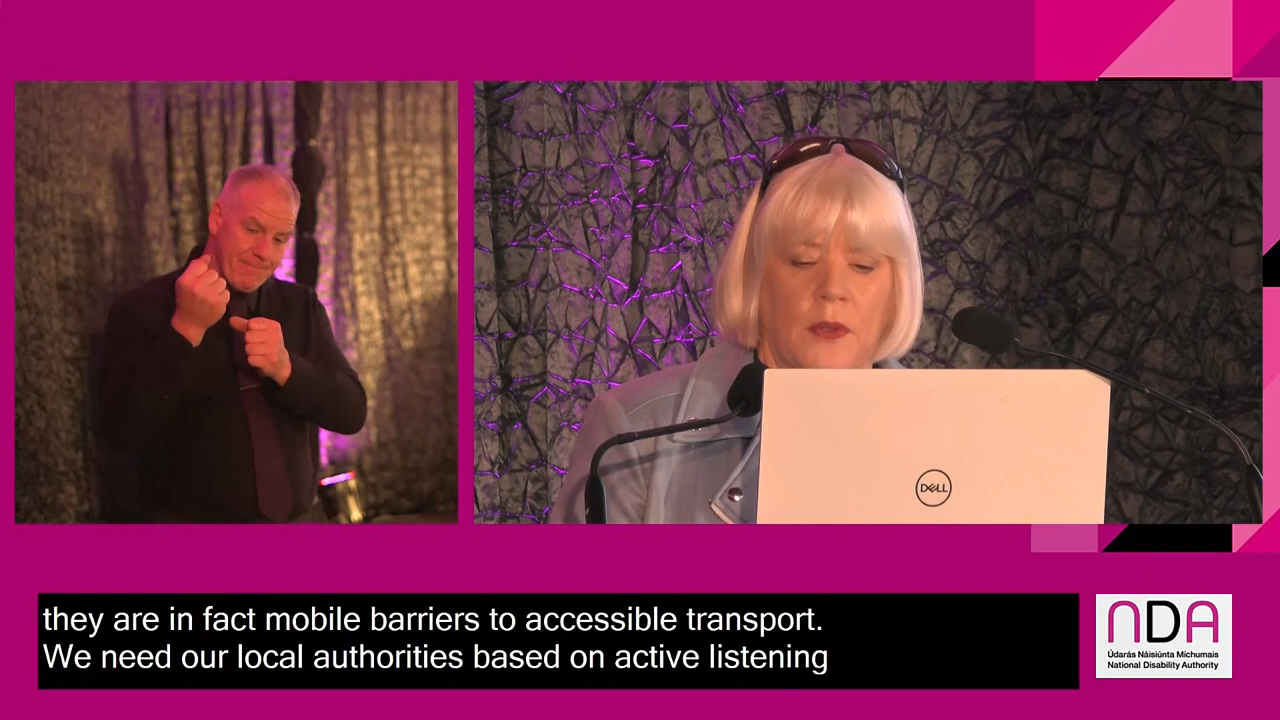 DELL
they are in fact mobile barriers to accessible transport.
We need our local authorities based on active listening
NDA
Údarás Náisiúnta Míchumais
National Disability Authority